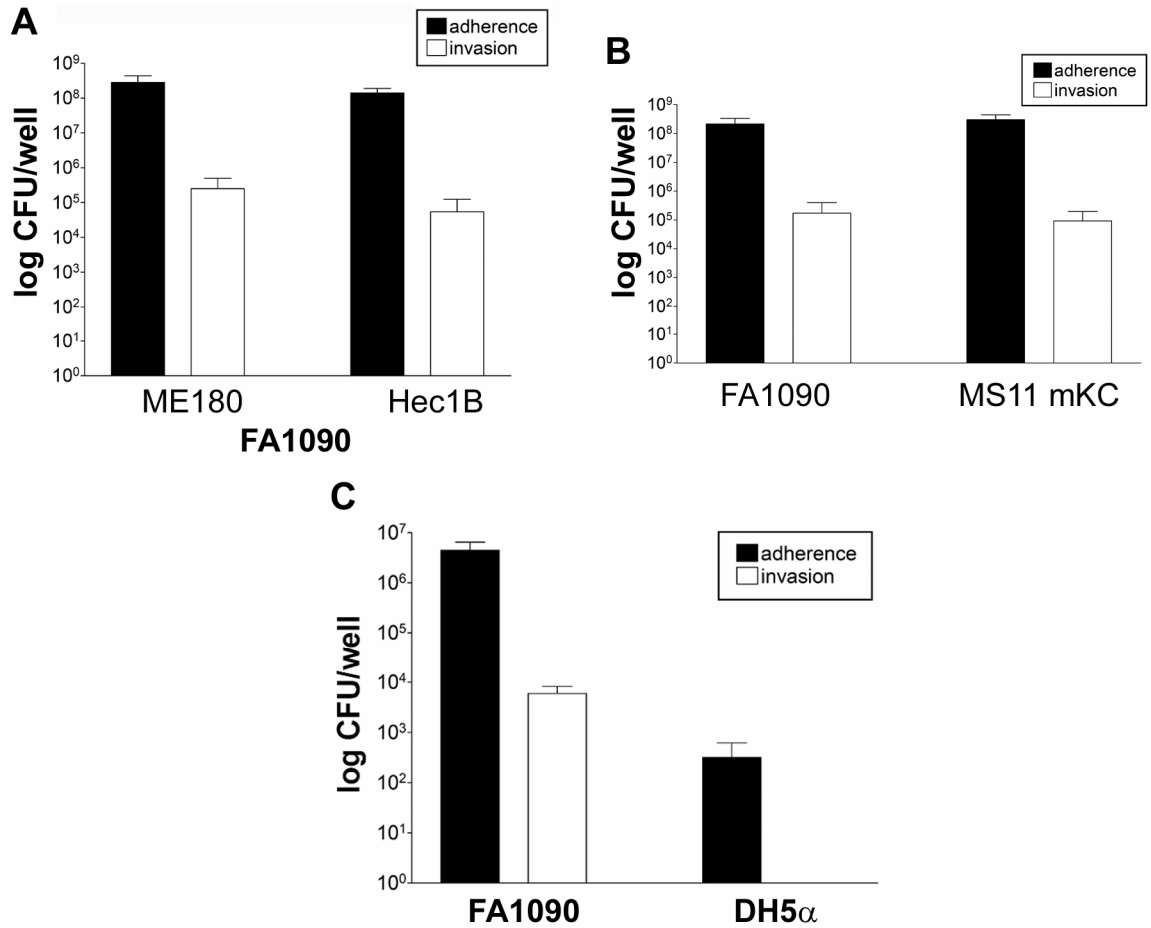 A
adherence
invasion
log CFU/well
10⁹
10⁸
10⁷
10⁶
10⁵
10⁴
10³
10²
10¹
10⁰
ME180 Hec1B
FA1090
B
adherence
invasion
log CFU/well
10⁹
10⁸
10⁷
10⁶
10⁵
10⁴
10³
10²
10¹
10⁰
FA1090 MS11 mKC
C
adherence
invasion
log CFU/well
10⁷
10⁶
10⁵
10⁴
10³
10²
10¹
10⁰
FA1090 DH5α